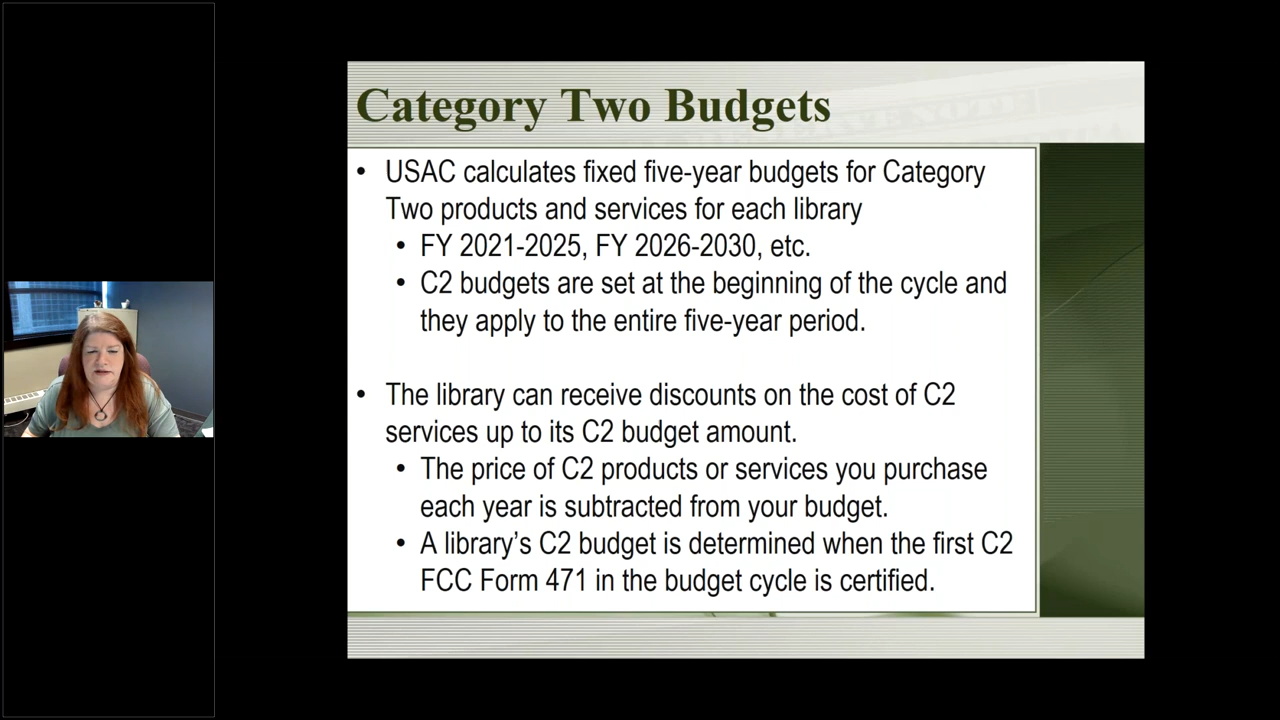 Category Two Budgets
• USAC calculates fixed five-year budgets for Category
Two products and services for each library
• FY 2021-2025, FY 2026-2030, etc.
• C2 budgets are set at the beginning of the cycle and
they apply to the entire five-year period.
• The library can receive discounts on the cost of C2
services up to its C2 budget amount.
• The price of C2 products or services you purchase
each year is subtracted from your budget.
• A library's C2 budget is determined when the first C2
FCC Form 471 in the budget cycle is certified.